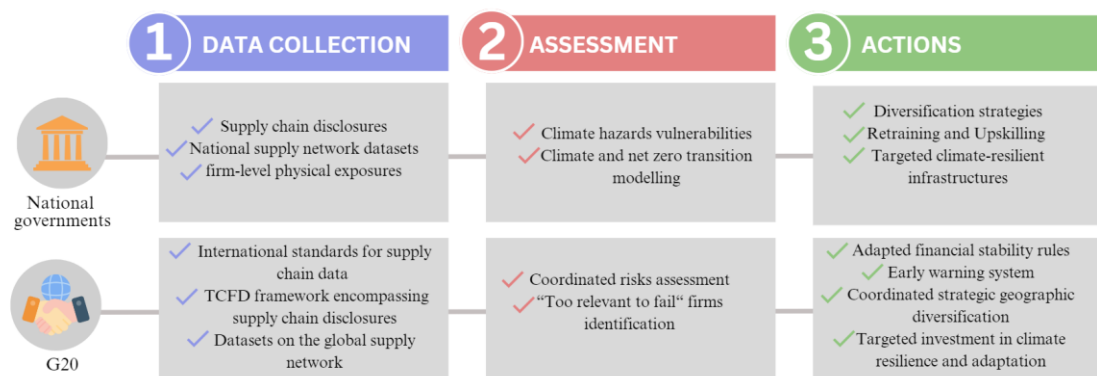 1 DATA COLLECTION
2 ASSESSMENT
3 ACTIONS
National
governments
Supply chain disclosures
National supply network datasets
firm-level physical exposures
Climate hazards vulnerabilities
Climate and net zero transition
modelling
Diversification strategies
Retraining and Upskilling
Targeted climate-resilient
infrastructures
G20
International standards for supply
chain data
TCFD framework encompassing
supply chain disclosures
Datasets on the global supply
network
Coordinated risks assessment
“Too relevant to fail“ firms
identification
Adapted financial stability rules
Early warning system
Coordinated strategic geographic
diversification
Targeted investment in climate
resilience and adaptation